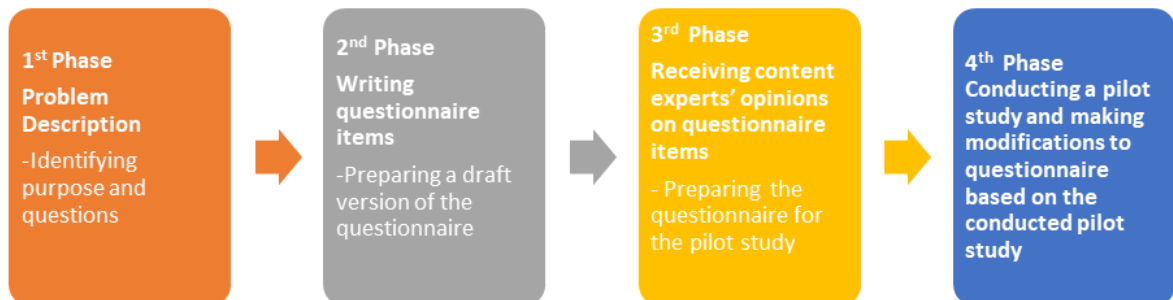 1st Phase
Problem
Description
-Identifying
purpose and
questions
2nd Phase
Writing
questionnaire
items
-Preparing a draft
version of the
questionnaire
3rd Phase
Receiving content
experts’ opinions
on questionnaire
items
- Preparing the
questionnaire for
the pilot study
4th Phase
Conducting a pilot
study and making
modifications to
questionnaire
based on the
conducted pilot
study